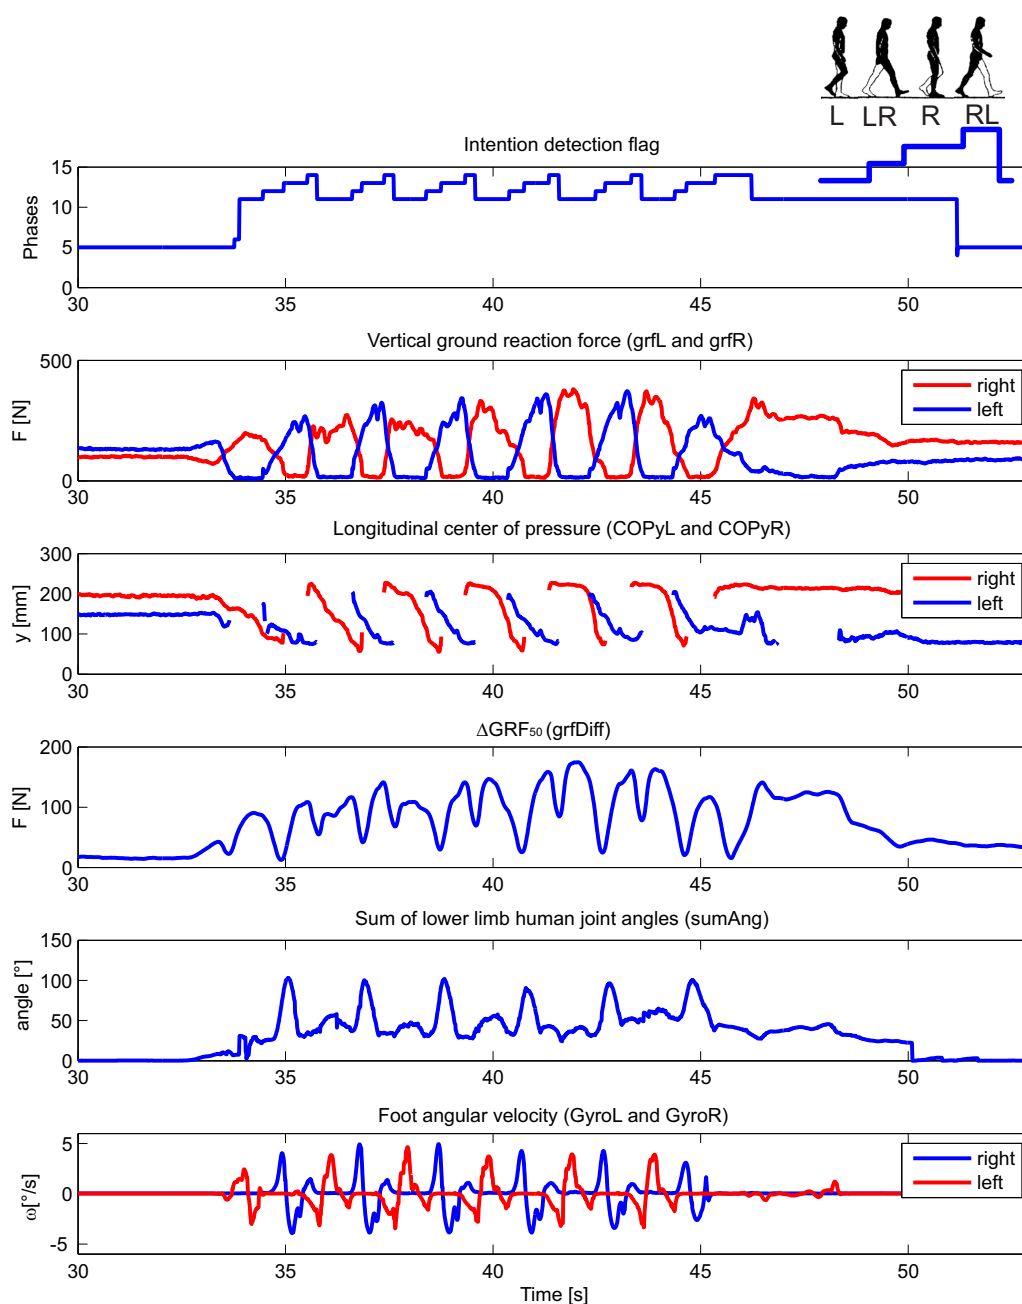 L LR R RL
Intention detection flag
15
10
5
0
Phases
30 35 40 45 50
Vertical ground reaction force (grfL and grfR)
500
0
F [N]
right
left
30 35 40 45 50
Longitudinal center of pressure (COPyL and COPyR)
300
200
100
0
y [mm]
right
left
30 35 40 45 50
ΔGRF50 (grfDiff)
200
100
0
F [N]
30 35 40 45 50
Sum of lower limb human joint angles (sumAng)
150
100
50
0
angle [°]
30 35 40 45 50
Foot angular velocity (GyroL and GyroR)
5
0
-5
ω[°/s]
right
left
30 35 40 45 50
Time [s]